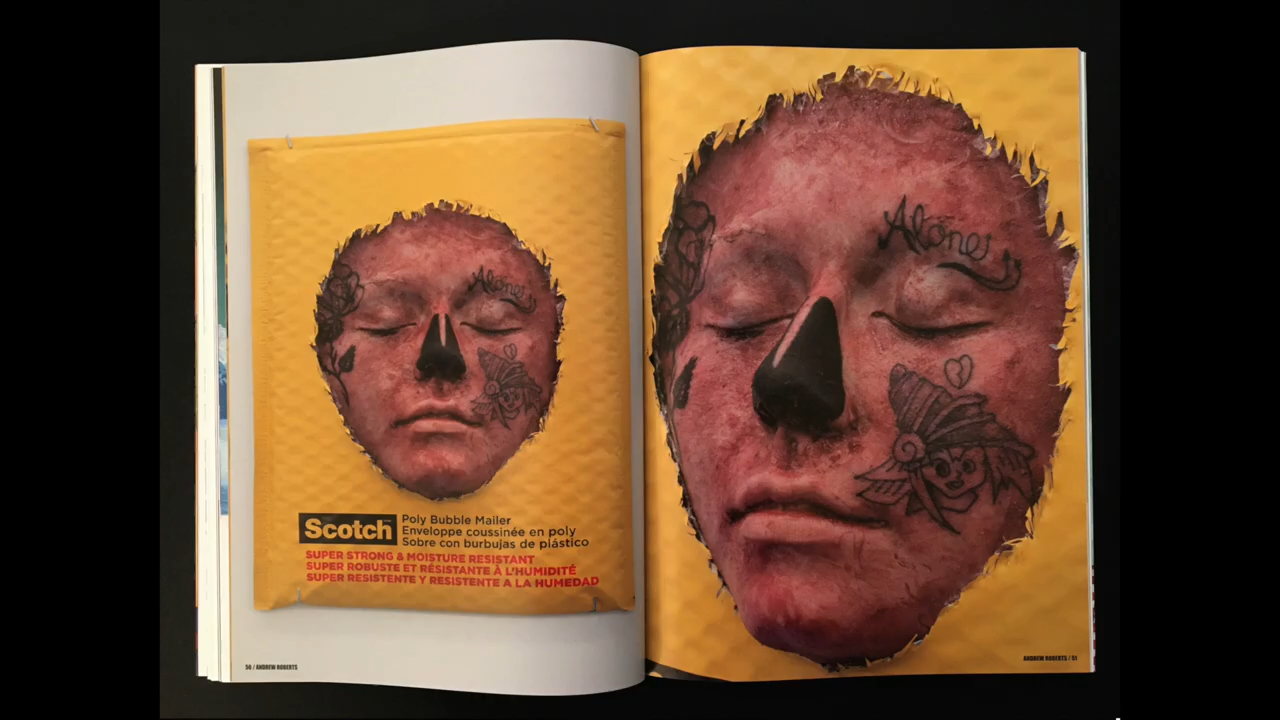 Alone
Scotch
Poly Bubble Mailer
Enveloppe coussinée en poly
Sobre con burbujas de plástico
SUPER STRONG & MOISTURE RESISTANT
SUPER ROBUSTE ET RÉSISTANTE À L'HUMIDITÉ
SUPER RESISTENTE Y RESISTENTE A LA HUMEDAD
50 / ANDREW ROBERTS
Alone
ANDREW ROBERTS / 51